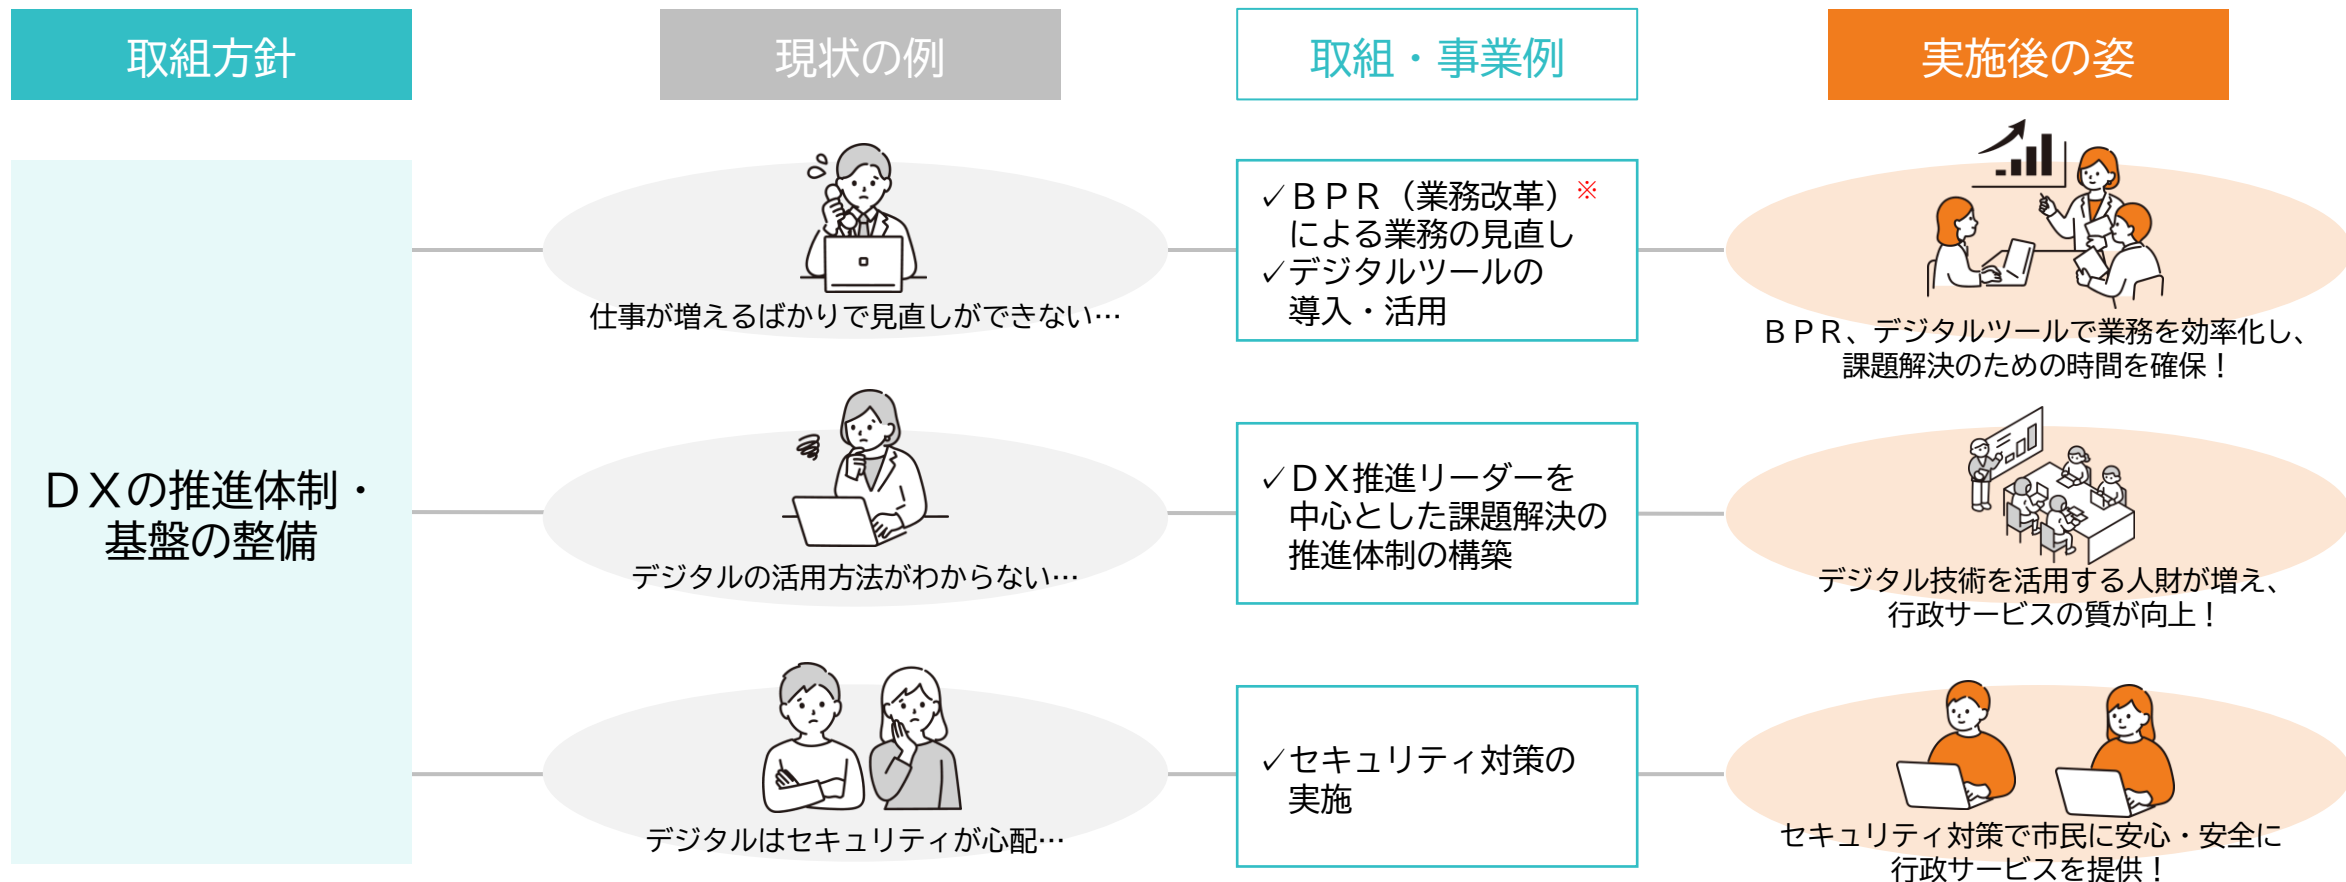 取組方針
現状の例
取組・事業例
実施後の姿
ＤＸの推進体制・
基盤の整備
仕事が増えるばかりで見直しができない…
✓ＢＰＲ（業務改革）※
による業務の見直し
✓デジタルツールの
導入・活用
ＢＰＲ、デジタルツールで業務を効率化し、
課題解決のための時間を確保！
デジタルの活用方法がわからない…
✓ＤＸ推進リーダーを
中心とした課題解決の
推進体制の構築
デジタル技術を活用する人財が増え、
行政サービスの質が向上！
デジタルはセキュリティが心配…
✓セキュリティ対策の
実施
セキュリティ対策で市民に安心・安全に
行政サービスを提供！